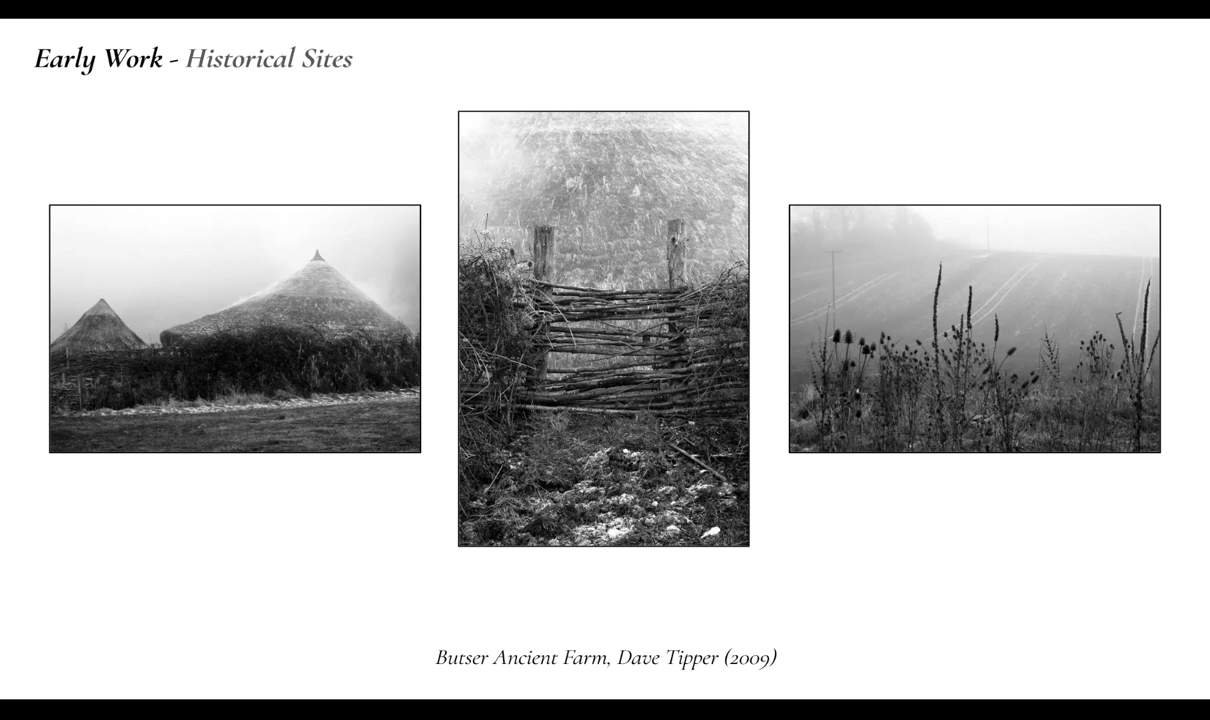 Early Work - Historical Sites
Butser Ancient Farm, Dave Tipper (2009)